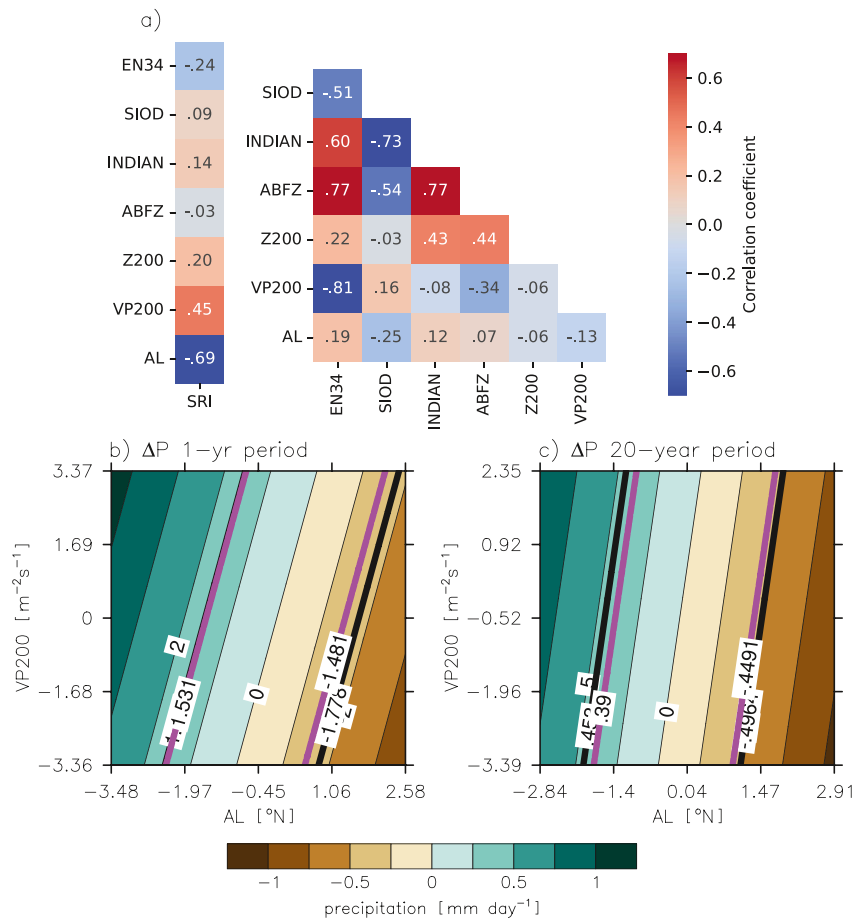 a)
EN34 -.24
SIOD .09
INDIAN .14
ABFZ -.03
Z200 .20
VP200 .45
AL -.69
SRI
SIOD -.51
INDIAN .60 -.73
ABFZ .77 -.54 .77
Z200 .22 -.03 .43 .44
VP200 -.81 .16 -.08 -.34 -.06
AL .19 -.25 .12 .07 -.06 -.13
EN34 SIOD INDIAN ABFZ Z200 VP200
0.6
0.4
0.2
0.0
−0.2
−0.4
−0.6
Correlation coefficient
b) ΔP 1−yr period
3.37
1.69
0
−1.68
−3.36
VP200 [m⁻²s⁻¹]
2
1.531
0
-1.481
-1.778
−3.48 −1.97 −0.45 1.06 2.58
AL [°N]
c) ΔP 20−year period
2.35
0.92
−0.52
−1.96
−3.39
VP200 [m⁻²s⁻¹]
.5
.39
0
-.4491
−2.84 −1.4 0.04 1.47 2.91
AL [°N]
−1 −0.5 0 0.5 1
precipitation [mm day⁻¹]